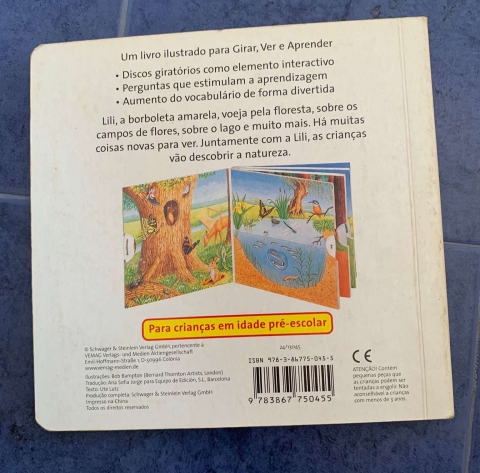 Um livro ilustrado para Girar, Ver e Aprender
• Discos giratórios como elemento interactivo
• Perguntas que estimulam a aprendizagem
• Aumento do vocabulário de forma divertida
Lili, a borboleta amarela, voeja pela floresta, sobre os
campos de flores, sobre o lago e muito mais. Há muitas
coisas novas para ver. Juntamente com a Lili, as crianças
vão descobrir a natureza.
Para crianças em idade pré-escolar
© Schwager & Steinlein Verlag GmbH, pertencente à
VEMAG Verlags- und Medien Aktiengesellschaft
Emil-Hoffmann-Straße 1, D-50996 Colónia
www.vemag-medien.de
Ilustrações: Bob Bampton (Bernard Thornton Artists, London)
Tradução: Ana Sofia Jorge para Equipo de Edición, S.L., Barcelona
Texto: Ute Lutz
Produção completa: Schwager & Steinlein Verlag GmbH
Impresso na China
Todos os direitos reservados
ISBN 978-3-86775-045-5
9 783867 750455
CE
ATENÇÃO! Contém
pequenas peças que
as crianças podem ser
tentadas a engolir. Não
aconselhável a crianças
com menos de 3 anos.